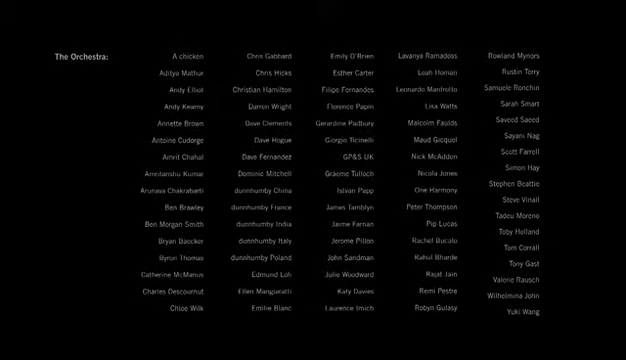 The Orchestra:
A chicken
Aditya Mathur
Andy Elliot
Andy Kearny
Annette Brown
Antoine Cudorge
Amrit Chahal
Amritanshu Kumar
Arunava Chakrabarti
Ben Brawley
Ben Morgan Smith
Bryan Baecker
Byron Thomas
Catherine McManus
Charles Descournut
Chloe Wilk
Chris Gabbard
Chris Hicks
Christian Hamilton
Darren Wright
Dave Clements
Dave Hogue
Dave Fernandez
Dominic Mitchell
dunnhumby China
dunnhumby France
dunnhumby India
dunnhumby Italy
dunnhumby Poland
Edmund Loh
Ellen Mangiaratti
Emilie Blanc
Emily O'Brien
Esther Carter
Filipe Fernandes
Florence Papin
Gerardine Padbury
Giorgio Ticinelli
GP&S UK
Graeme Tulloch
Istvan Papp
James Tamblyn
Jaime Farnan
Jerome Pillon
John Sandman
Julie Woodward
Katy Davies
Laurence Imich
Lavanya Ramadoss
Leah Homan
Leonardo Manfrotto
Lisa Watts
Malcolm Faulds
Maud Gicquel
Nick McAdden
Nicola Jones
One Harmony
Peter Thompson
Pip Lucas
Rachel Bucalo
Rahul Bharde
Rajat Jain
Remi Pestre
Robyn Gulasy
Rowland Mynors
Rustin Terry
Samuele Ronchin
Sarah Smart
Saveed Saeed
Sayani Nag
Scott Farrell
Simon Hay
Stephen Beattie
Steve Vinall
Tadeu Moreno
Toby Holland
Tom Corrall
Tony Gast
Valerie Rausch
Wilhelmina John
Yuki Wang